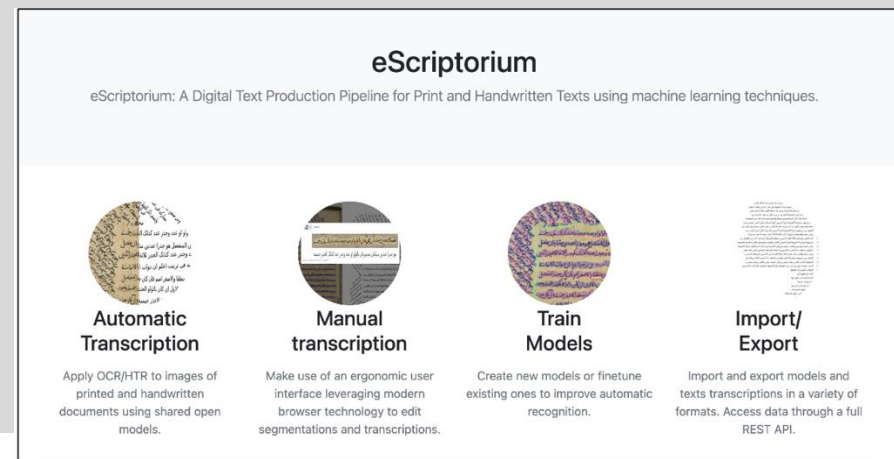 eScriptorium
eScriptorium: A Digital Text Production Pipeline for Print and Handwritten Texts using machine learning techniques.
Automatic
Transcription
Apply OCR/HTR to images of
printed and handwritten
documents using shared open
models.
Manual
transcription
Make use of an ergonomic user
interface leveraging modern
browser technology to edit
segmentations and transcriptions.
Train
Models
Create new models or finetune
existing ones to improve automatic
recognition.
Import/
Export
Import and export models and
texts transcriptions in a variety of
formats. Access data through a full
REST API.